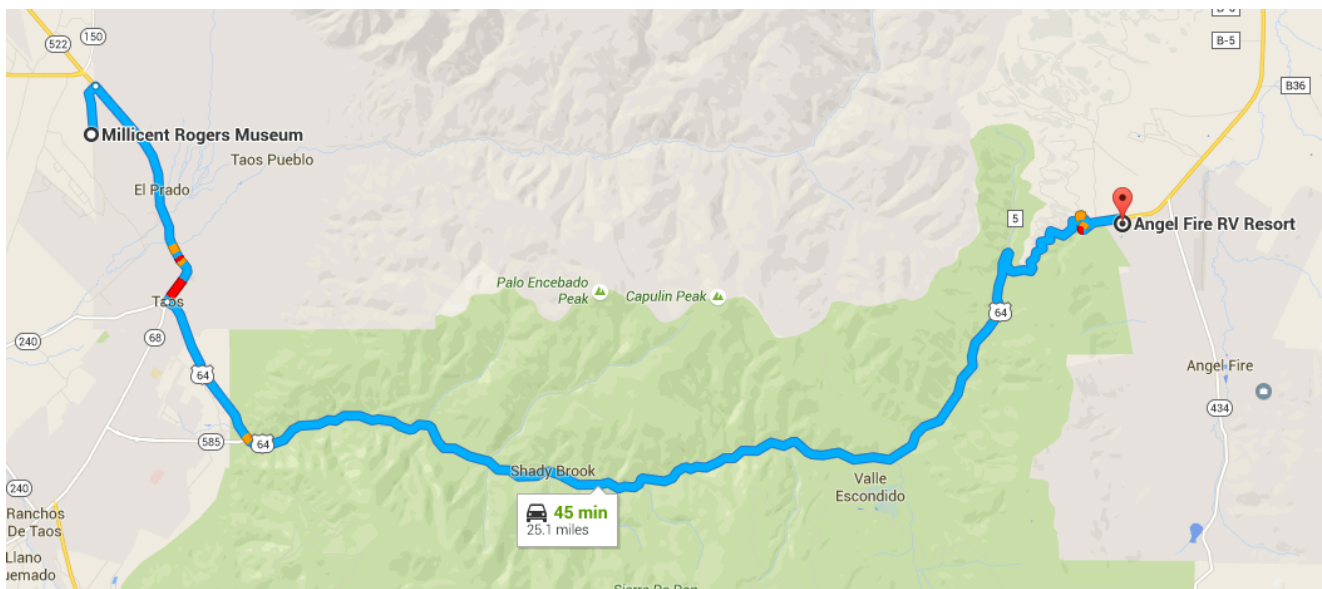 B-6
522
150
B-5
B36
Millicent Rogers Museum
Taos Pueblo
El Prado
5
Angel Fire RV Resort
Palo Encebado
Peak
Capulin Peak
Taos
64
240
68
64
Angel Fire
434
585
64
Shady Brook
Valle
Escondido
240
45 min
25.1 miles
Ranchos
De Taos
Llano